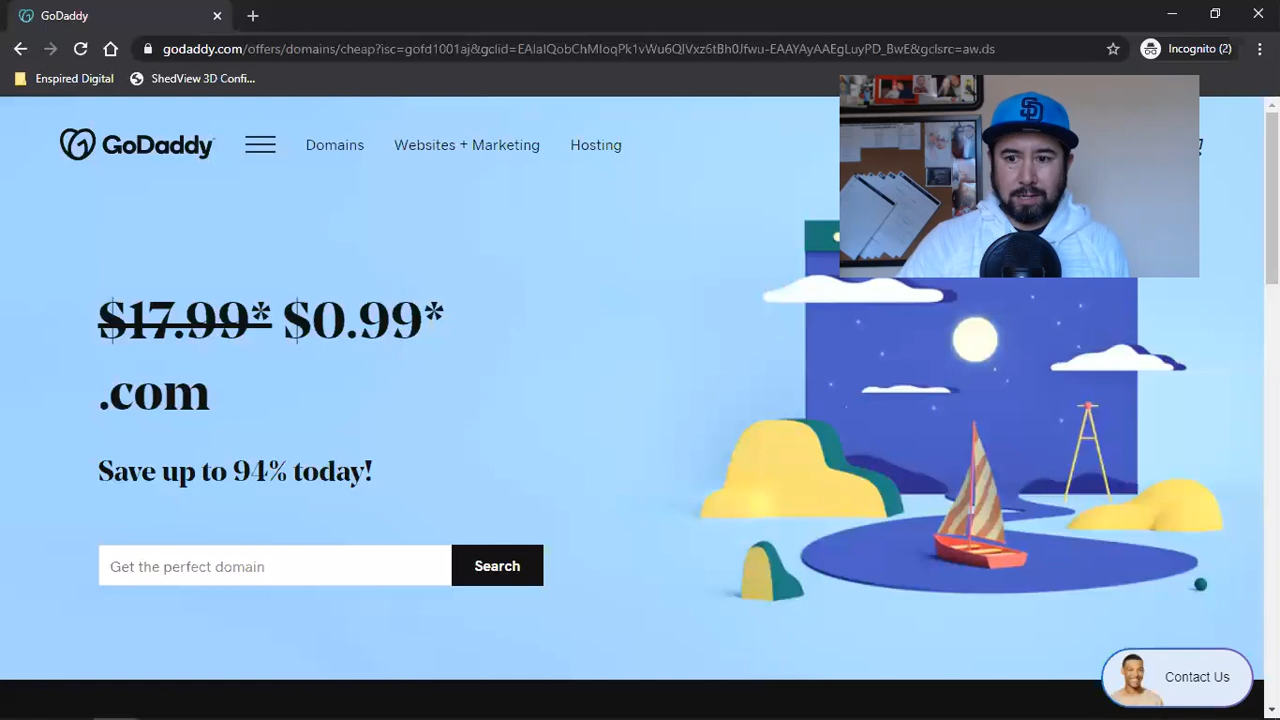 GoDaddy
godaddy.com/offers/domains/cheap?isc=gofd1001aj&gclid=EAIaIQobChMIoqPk1vWu6QIVxz6tBh0Jfwu-EAAYAyAAEgLuyPD_BwE&gclsrc=aw.ds
Incognito (2)
Enspired Digital
ShedView 3D Confi...
GoDaddy
Domains
Websites + Marketing
Hosting
SD
$17.99* $0.99*
.com
Save up to 94% today!
Get the perfect domain
Search
Contact Us